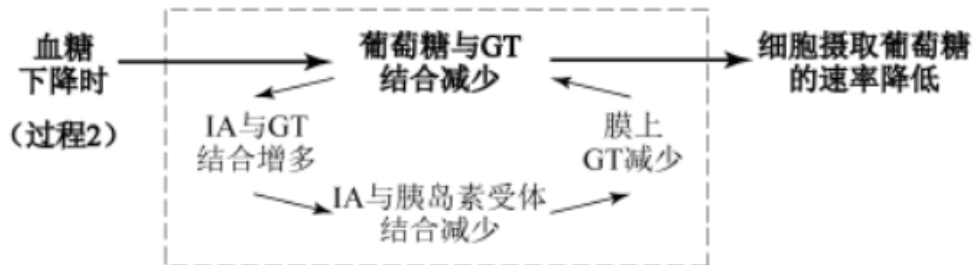 血糖
下降时
（过程2）
葡萄糖与GT
结合减少
细胞摄取葡萄糖
的速率降低
IA与GT
结合增多
IA与胰岛素受体
结合减少
膜上
GT减少